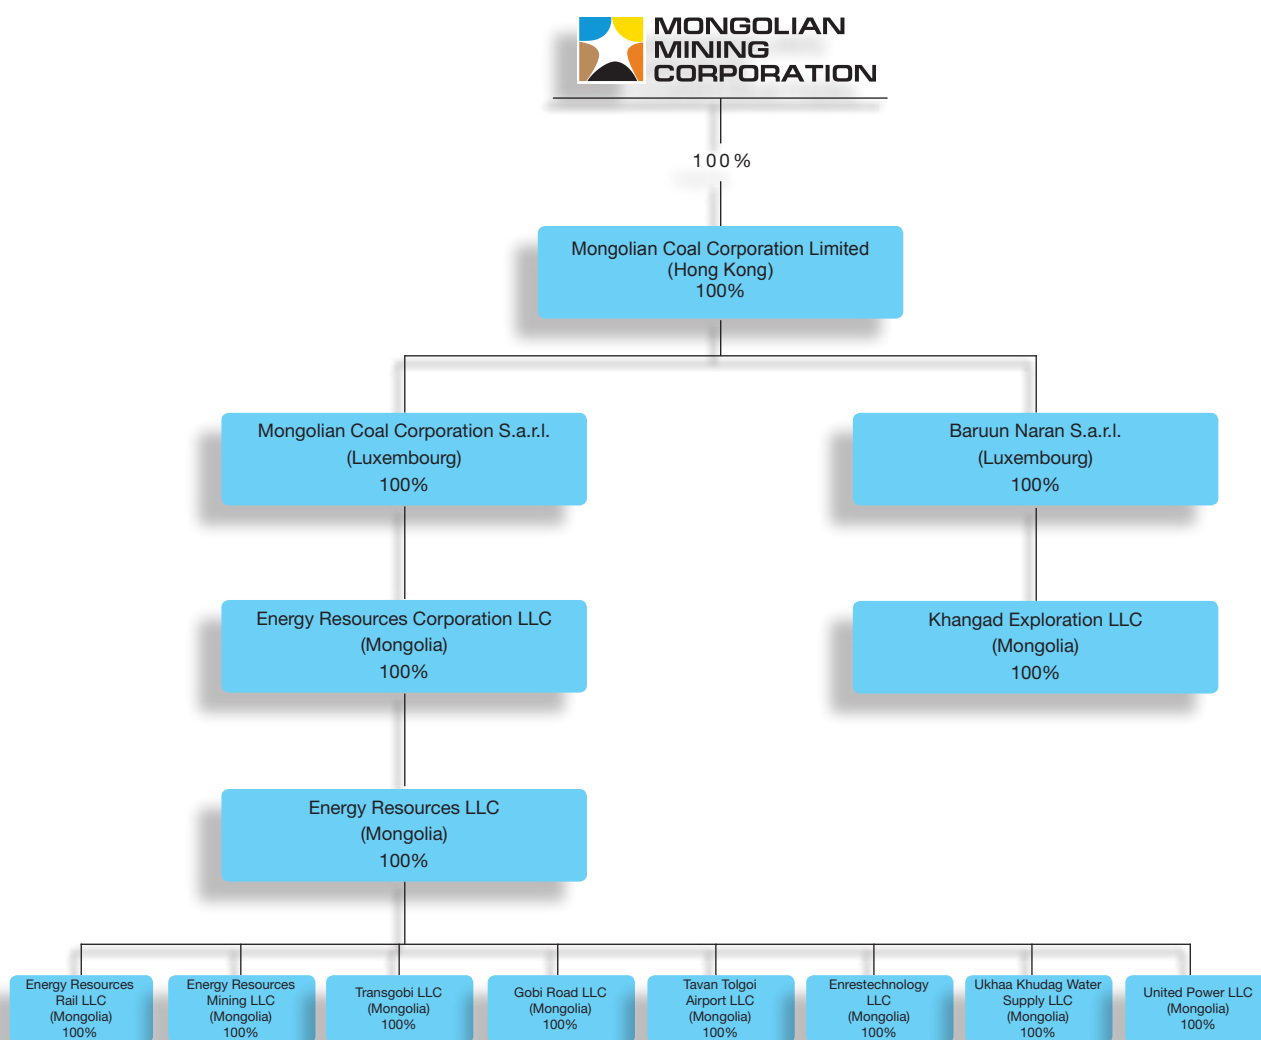 MONGOLIAN
MINING
CORPORATION
100%
Mongolian Coal Corporation Limited
(Hong Kong)
100%
Mongolian Coal Corporation S.a.r.l.
(Luxembourg)
100%
Baruun Naran S.a.r.l.
(Luxembourg)
100%
Energy Resources Corporation LLC
(Mongolia)
100%
Khangad Exploration LLC
(Mongolia)
100%
Energy Resources LLC
(Mongolia)
100%
Energy Resources
Rail LLC
(Mongolia)
100%
Energy Resources
Mining LLC
(Mongolia)
100%
Transgobi LLC
(Mongolia)
100%
Gobi Road LLC
(Mongolia)
100%
Tavan Tolgoi
Airport LLC
(Mongolia)
100%
Enrestechnology
LLC
(Mongolia)
100%
Ukhaa Khudag Water
Supply LLC
(Mongolia)
100%
United Power LLC
(Mongolia)
100%